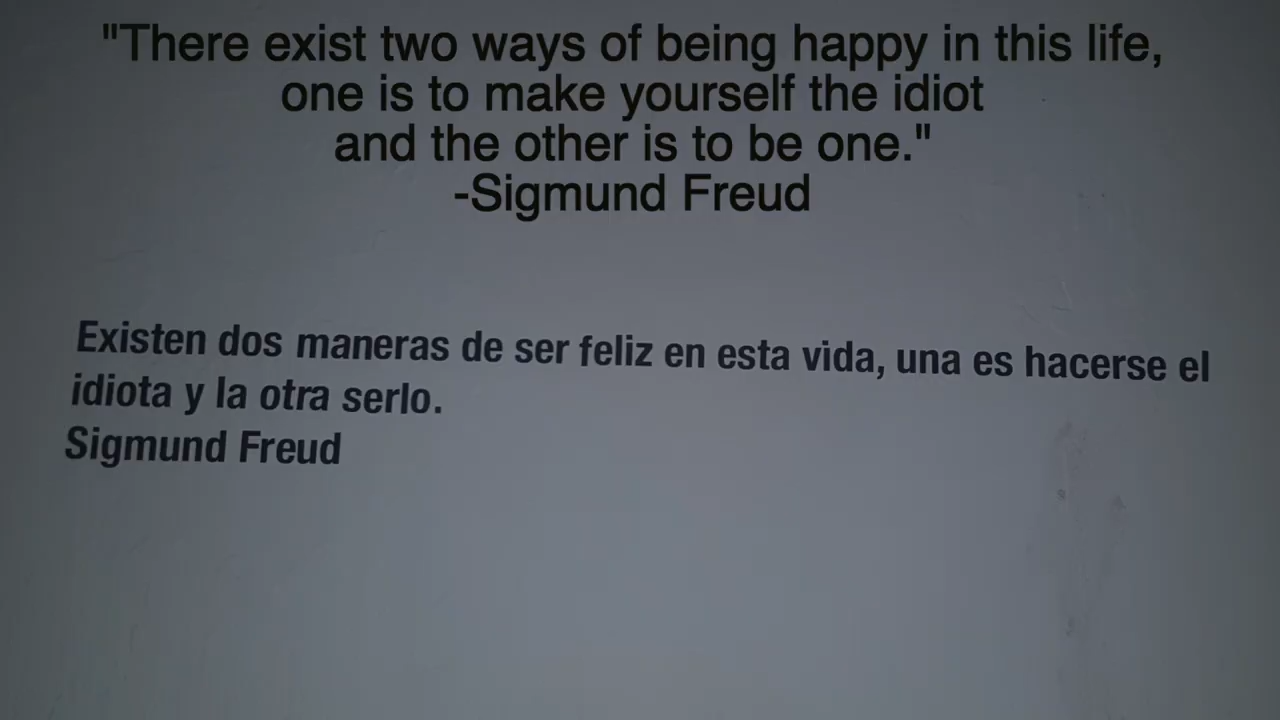 "There exist two ways of being happy in this life,
one is to make yourself the idiot
and the other is to be one."
-Sigmund Freud
Existen dos maneras de ser feliz en esta vida, una es hacerse el
idiota y la otra serlo.
Sigmund Freud